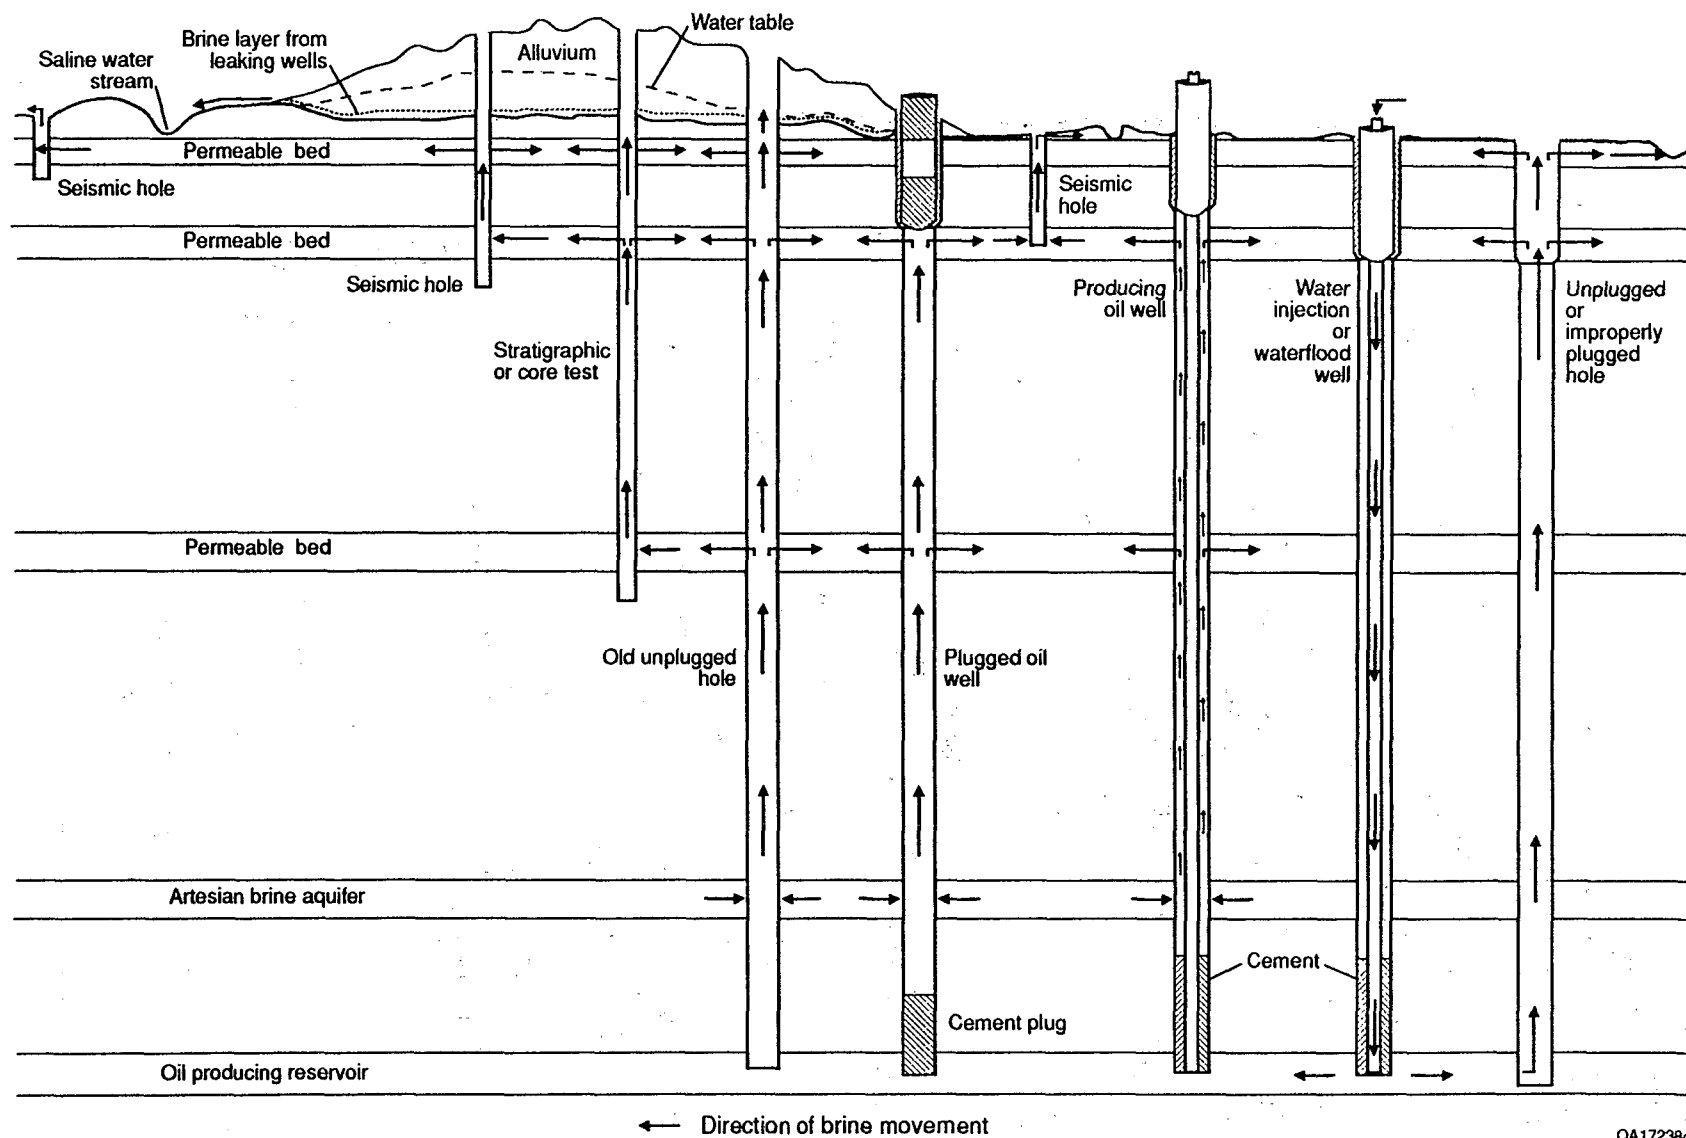 Water table
Brine layer from
leaking wells
Alluvium
Saline water
stream
Permeable bed
Seismic hole
Seismic
hole
Permeable bed
Seismic hole
Producing
oil well
Water
injection
or
waterflood
well
Unplugged
or
improperly
plugged
hole
Stratigraphic
or core test
Permeable bed
Old unplugged
hole
Plugged oil
well
Artesian brine aquifer
Cement
Cement plug
Oil producing reservoir
Direction of brine movement